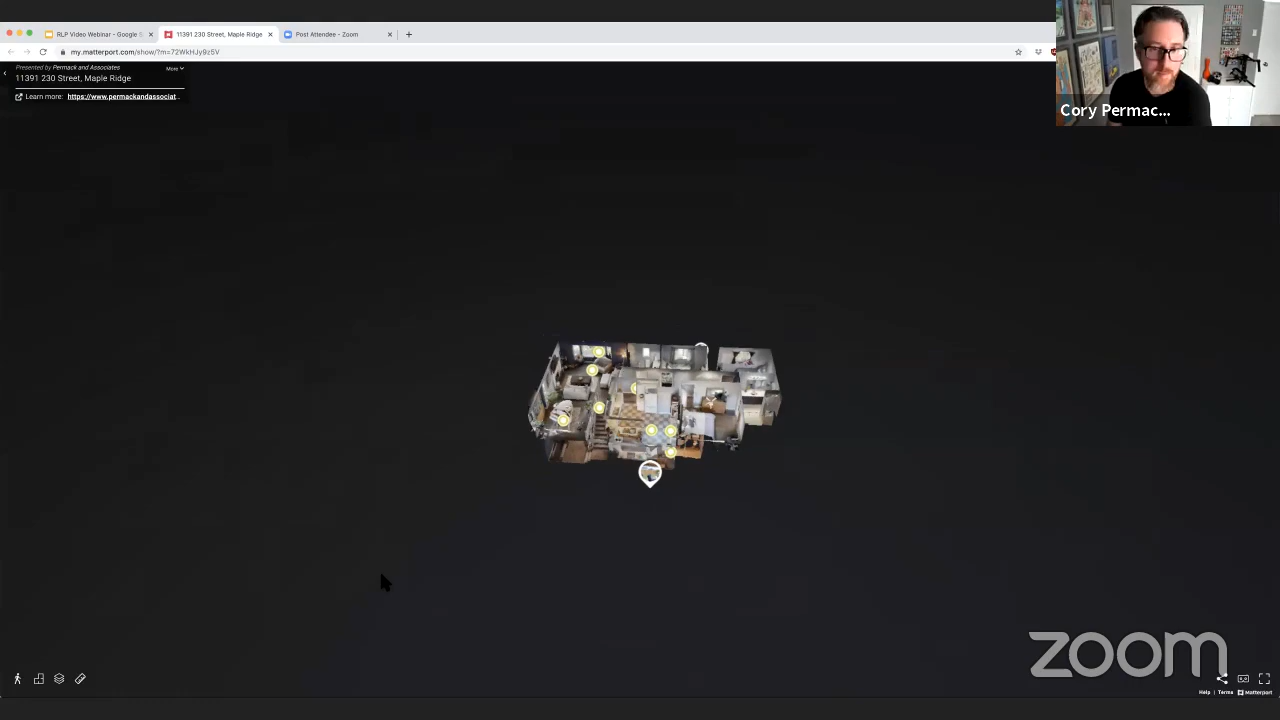 RLP Video Webinar - Google S
11391 230 Street, Maple Ridge
Post Attendee - Zoom
my.matterport.com/show/?m=72WkHJy9z5V
Presented by Permack and Associates
More
11391 230 Street, Maple Ridge
Learn more: https://www.permackandassociat...
Cory Permac...
zoom
Help | Terms Matterport